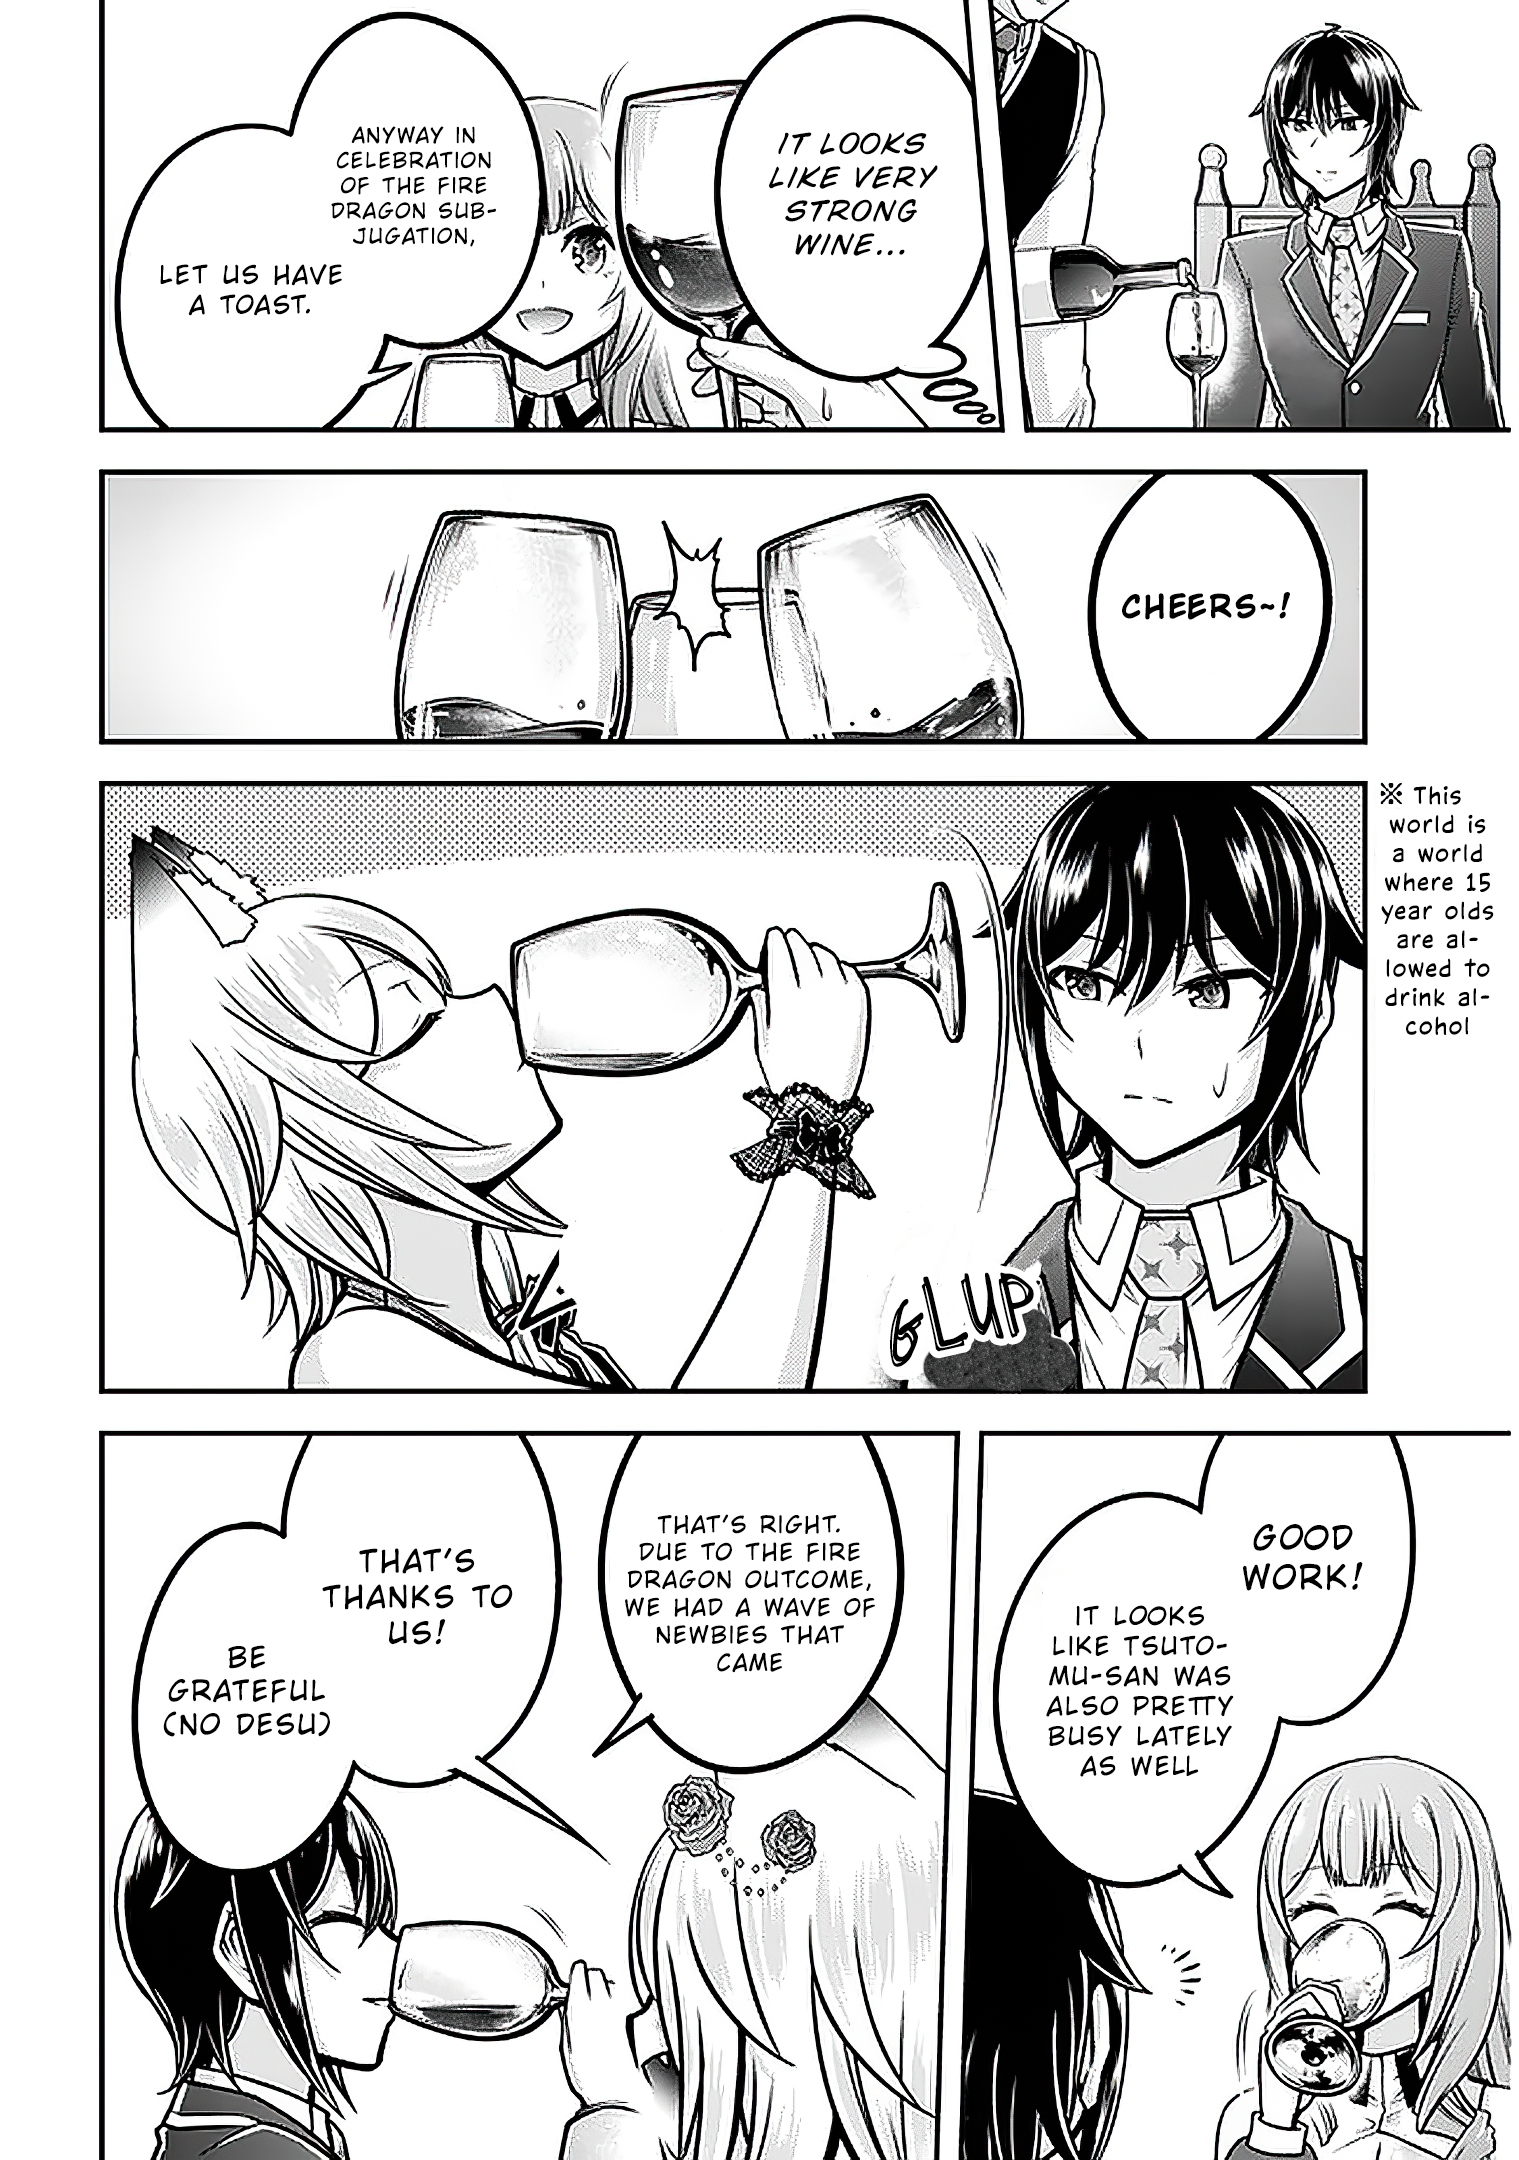 IT LOOKS
LIKE VERY
STRONG
WINE...
ANYWAY IN
CELEBRATION
OF THE FIRE
DRAGON SUB-
JUGATION,
LET US HAVE
A TOAST.
CHEERS~!
※ This
world is
a world
where 15
year olds
are al-
lowed to
drink al-
cohol
GLUP
GOOD
WORK!
IT LOOKS
LIKE TSUTO-
MU-SAN WAS
ALSO PRETTY
BUSY LATELY
AS WELL
THAT'S RIGHT.
DUE TO THE FIRE
DRAGON OUTCOME,
WE HAD A WAVE OF
NEWBIES THAT
CAME
THAT'S
THANKS TO
US!
BE
GRATEFUL
(NO DESU)